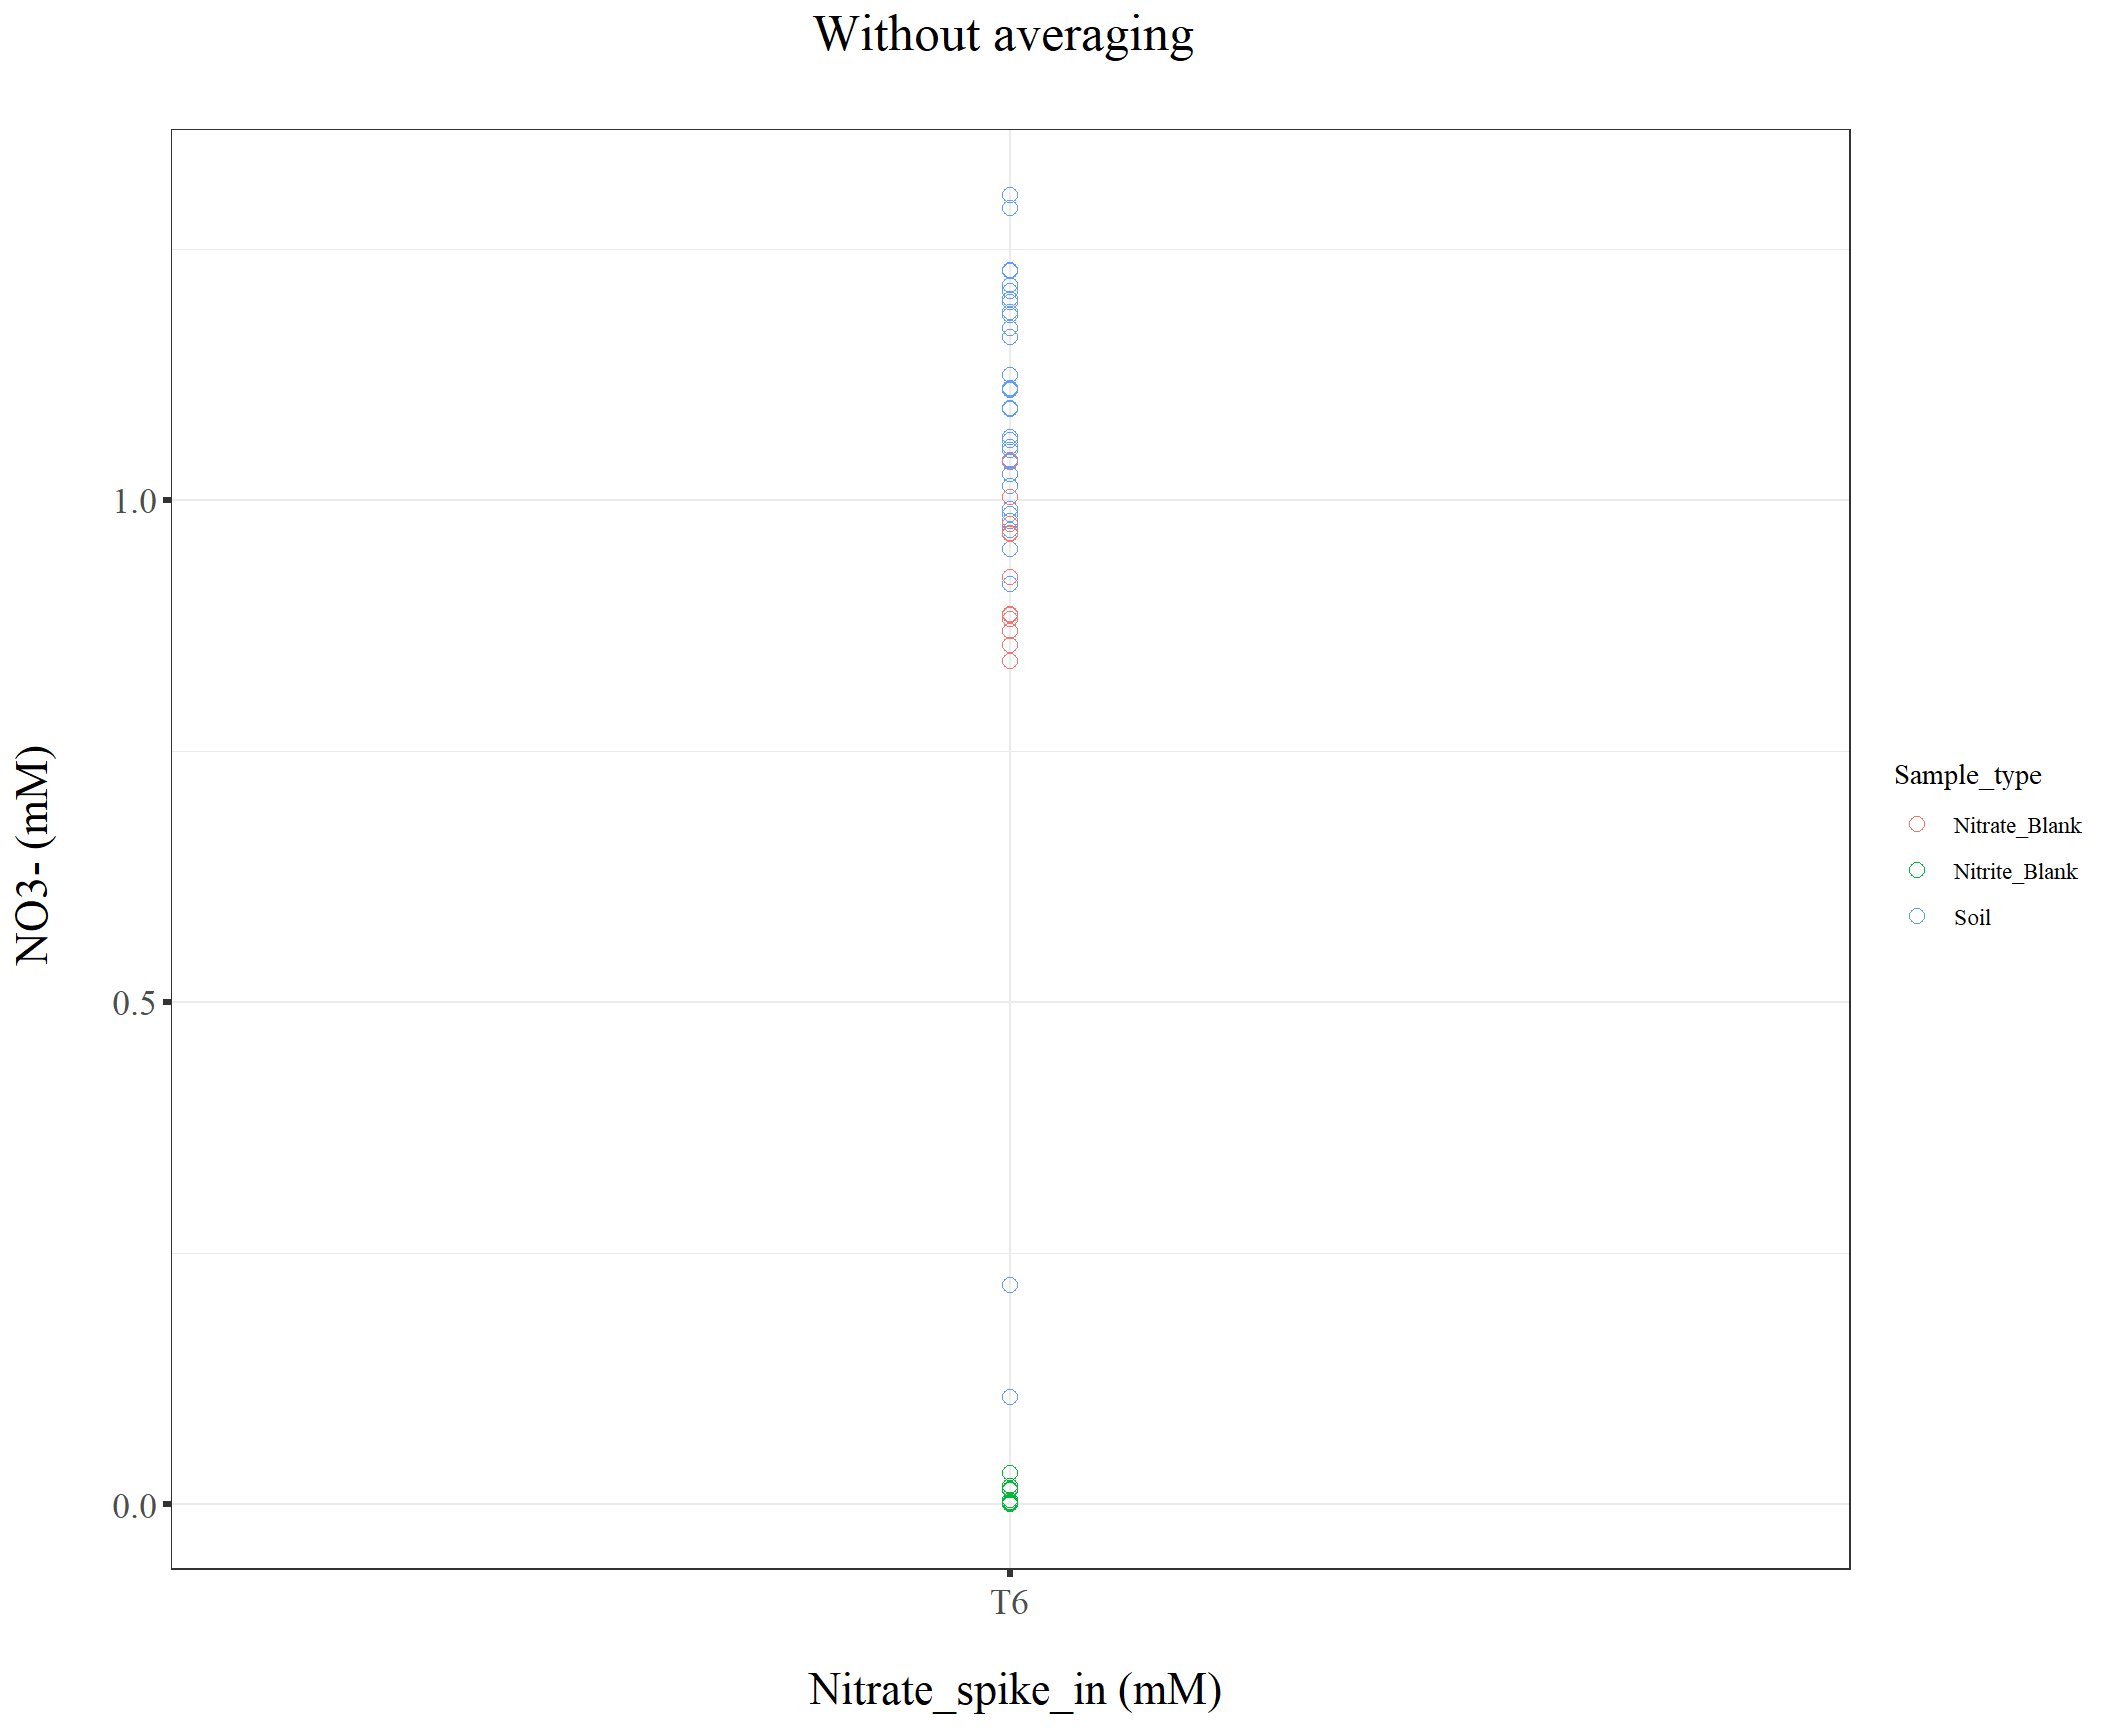 Without averaging
NO3- (mM)
1.0
0.5
0.0
T6
Nitrate_spike_in (mM)
Sample_type
Nitrate_Blank
Nitrite_Blank
Soil